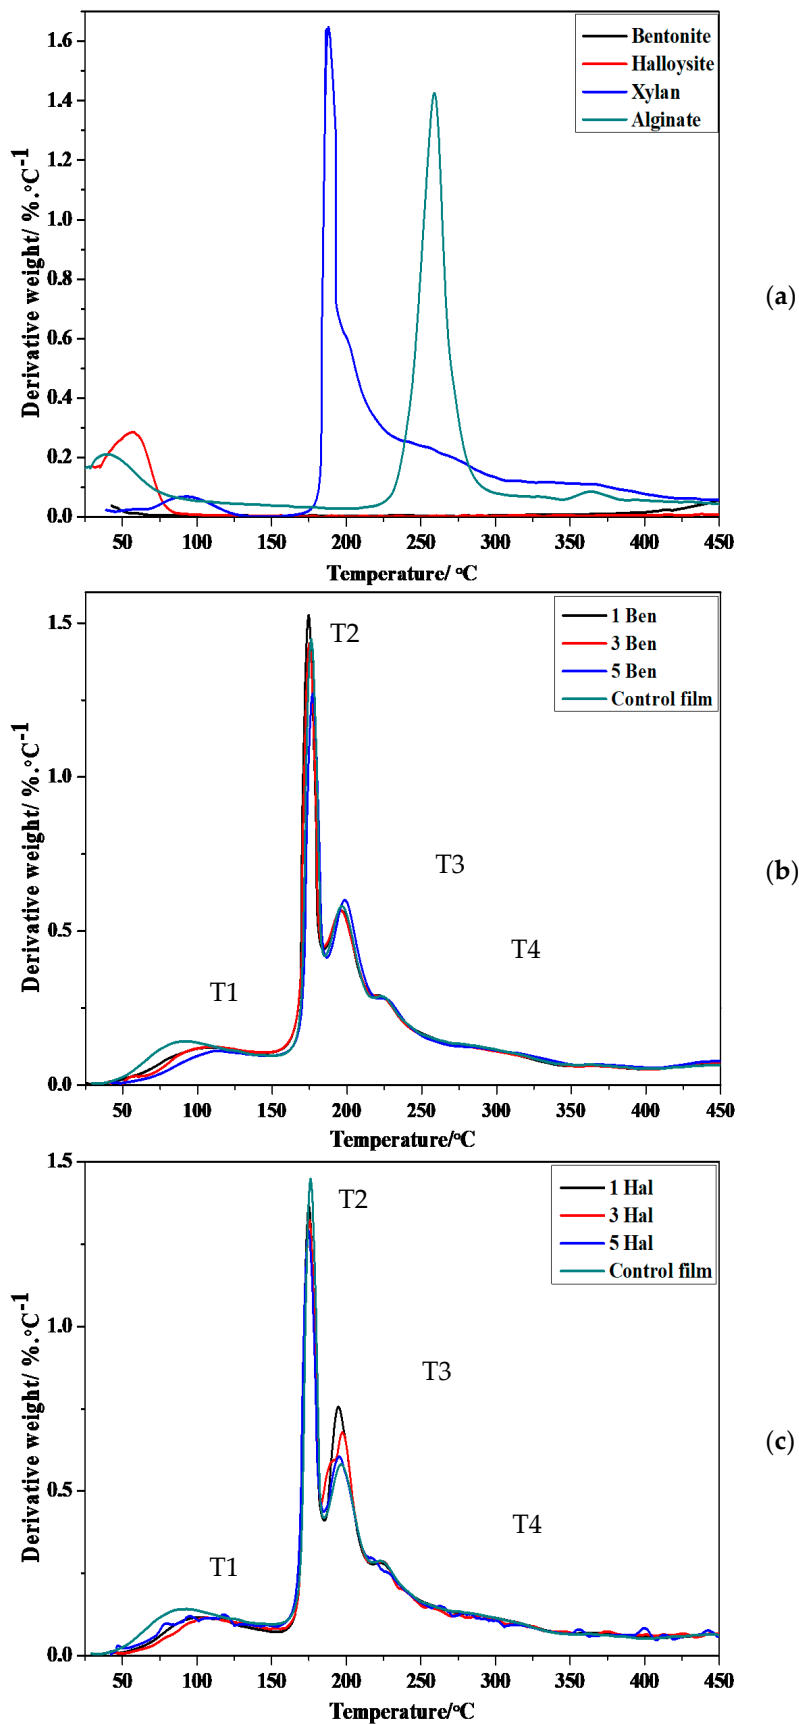 1.6
1.4
1.2
1.0
0.8
0.6
0.4
0.2
0.0
Derivative weight/ %.°C-1
Bentonite
Halloysite
Xylan
Alginate
50 100 150 200 250 300 350 400 450
Temperature/ °C
(a)
1.5
1.0
0.5
0.0
Derivative weight/ %.°C-1
1 Ben
3 Ben
5 Ben
Control film
T2
T3
T4
T1
50 100 150 200 250 300 350 400 450
Temperature/°C
(b)
1.5
1.0
0.5
0.0
Derivative weight/ %.°C-1
1 Hal
3 Hal
5 Hal
Control film
T2
T3
T4
T1
50 100 150 200 250 300 350 400 450
Temperature/°C
(c)